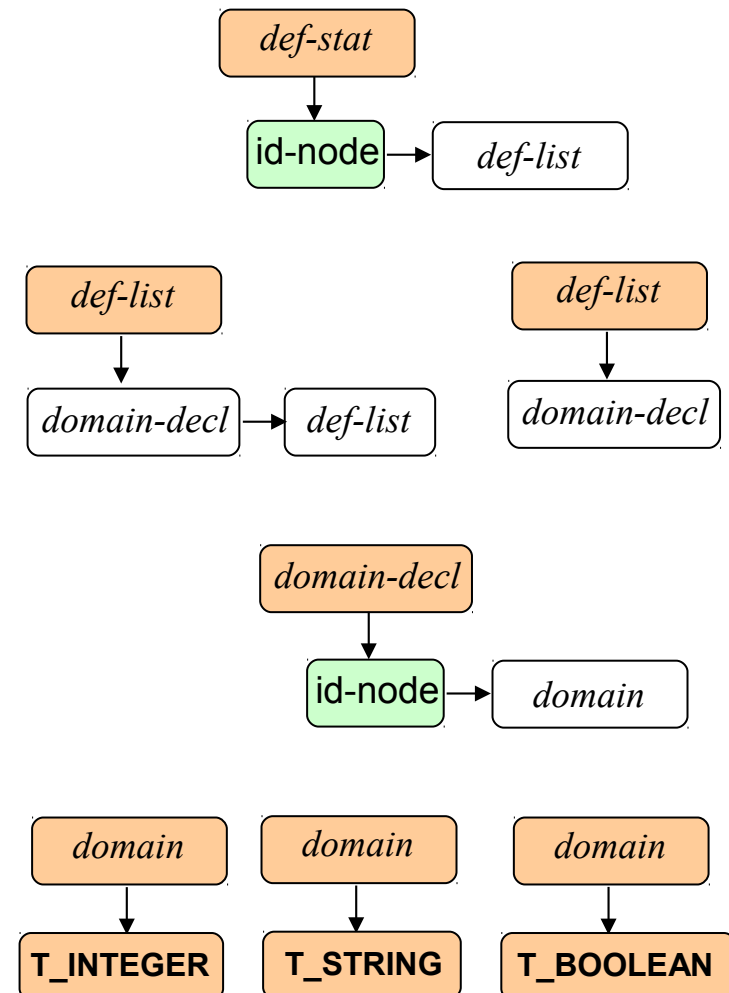 def-stat
id-node
def-list
def-list
def-list
domain-decl
def-list
domain-decl
domain-decl
id-node
domain
domain
domain
domain
T_INTEGER
T_STRING
T_BOOLEAN